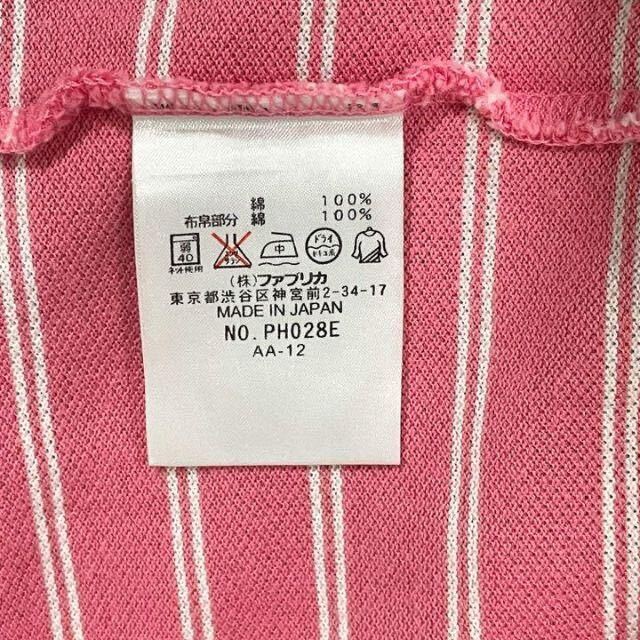 綿 100%
布帛部分 綿 100%
弱 40 中 ドライ
ネット使用
(株)ファブリカ
東京都渋谷区神宮前2-34-17
MADE IN JAPAN
NO. PH028E
AA-12